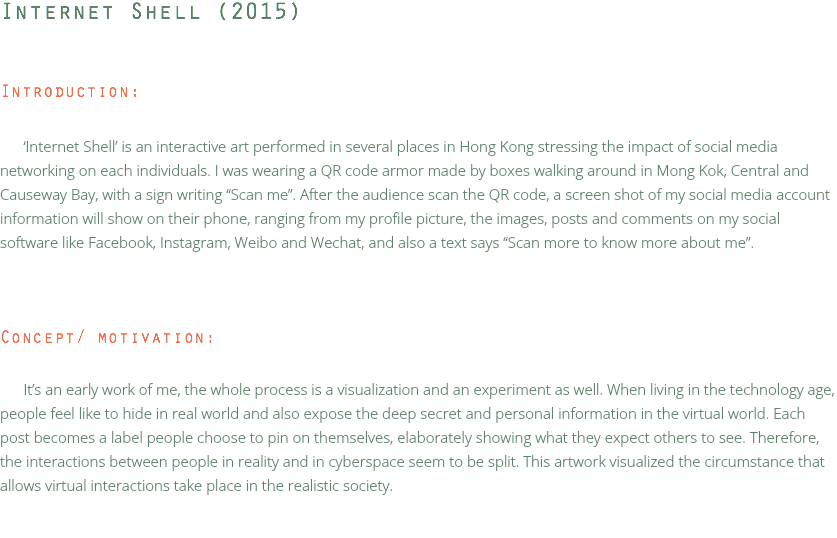 Internet Shell (2015)
Introduction:
‘Internet Shell’ is an interactive art performed in several places in Hong Kong stressing the impact of social media
networking on each individuals. I was wearing a QR code armor made by boxes walking around in Mong Kok, Central and
Causeway Bay, with a sign writing “Scan me”. After the audience scan the QR code, a screen shot of my social media account
information will show on their phone, ranging from my profile picture, the images, posts and comments on my social
software like Facebook, Instagram, Weibo and Wechat, and also a text says “Scan more to know more about me”.
Concept/ motivation:
It’s an early work of me, the whole process is a visualization and an experiment as well. When living in the technology age,
people feel like to hide in real world and also expose the deep secret and personal information in the virtual world. Each
post becomes a label people choose to pin on themselves, elaborately showing what they expect others to see. Therefore,
the interactions between people in reality and in cyberspace seem to be split. This artwork visualized the circumstance that
allows virtual interactions take place in the realistic society.